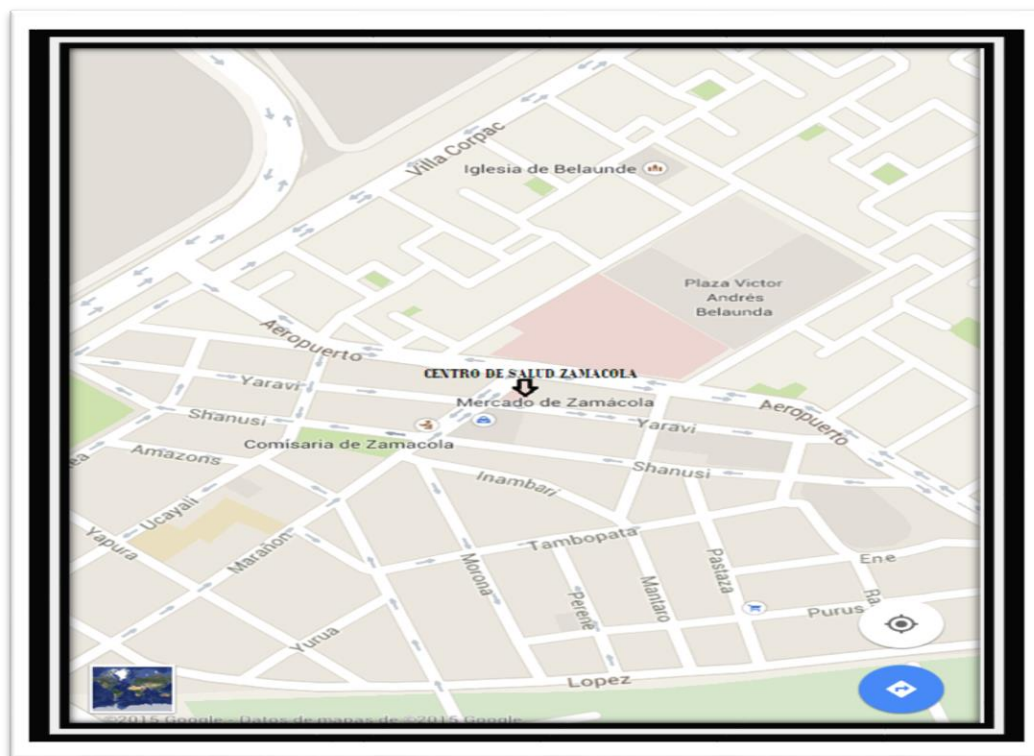 Villa Corpac
Iglesia de Belaunde
Plaza Victor
Andrés
Belaunda
Aeropuerto
CENTRO DE SALUD ZAMACOLA
Yaravi
Mercado de Zamácola
Aeropuerto
Shanusi
Yaravi
Comisaria de Zamacola
Amazons
Shanusi
Inambari
Ucayali
Tambopata
Yapura
Marañon
Morona
Pastaza
Ene
Perene
Mantaro
Purus
Yurua
Lopez
©2015 Google - Datos de mapas de ©2015 Google